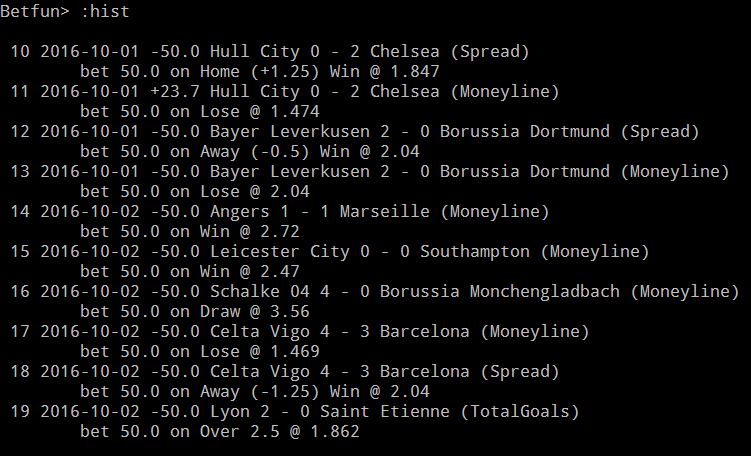 Betfun> :hist
10 2016-10-01 -50.0 Hull City 0 - 2 Chelsea (Spread)
bet 50.0 on Home (+1.25) Win @ 1.847
11 2016-10-01 +23.7 Hull City 0 - 2 Chelsea (Moneyline)
bet 50.0 on Lose @ 1.474
12 2016-10-01 -50.0 Bayer Leverkusen 2 - 0 Borussia Dortmund (Spread)
bet 50.0 on Away (-0.5) Win @ 2.04
13 2016-10-01 -50.0 Bayer Leverkusen 2 - 0 Borussia Dortmund (Moneyline)
bet 50.0 on Lose @ 2.04
14 2016-10-02 -50.0 Angers 1 - 1 Marseille (Moneyline)
bet 50.0 on Win @ 2.72
15 2016-10-02 -50.0 Leicester City 0 - 0 Southampton (Moneyline)
bet 50.0 on Win @ 2.47
16 2016-10-02 -50.0 Schalke 04 4 - 0 Borussia Monchengladbach (Moneyline)
bet 50.0 on Draw @ 3.56
17 2016-10-02 -50.0 Celta Vigo 4 - 3 Barcelona (Moneyline)
bet 50.0 on Lose @ 1.469
18 2016-10-02 -50.0 Celta Vigo 4 - 3 Barcelona (Spread)
bet 50.0 on Away (-1.25) Win @ 2.04
19 2016-10-02 -50.0 Lyon 2 - 0 Saint Etienne (TotalGoals)
bet 50.0 on Over 2.5 @ 1.862